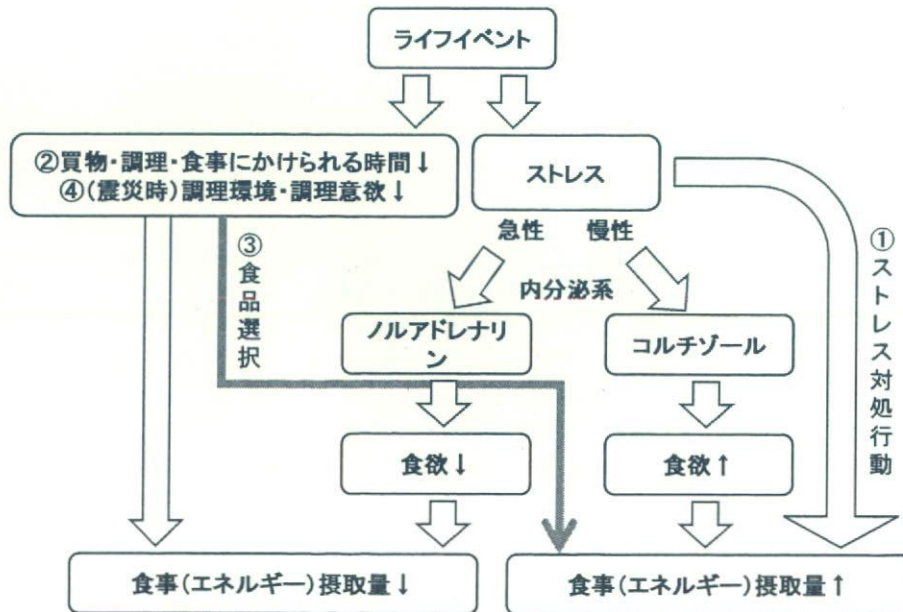 ライフイベント
②買物・調理・食事にかけられる時間↓
④(震災時)調理環境・調理意欲↓
ストレス
急性 慢性
①ストレス対処行動
③食品選択
内分泌系
ノルアドレナリ
ン
コルチゾール
食欲↓
食欲↑
食事(エネルギー)摂取量↓
食事(エネルギー)摂取量↑